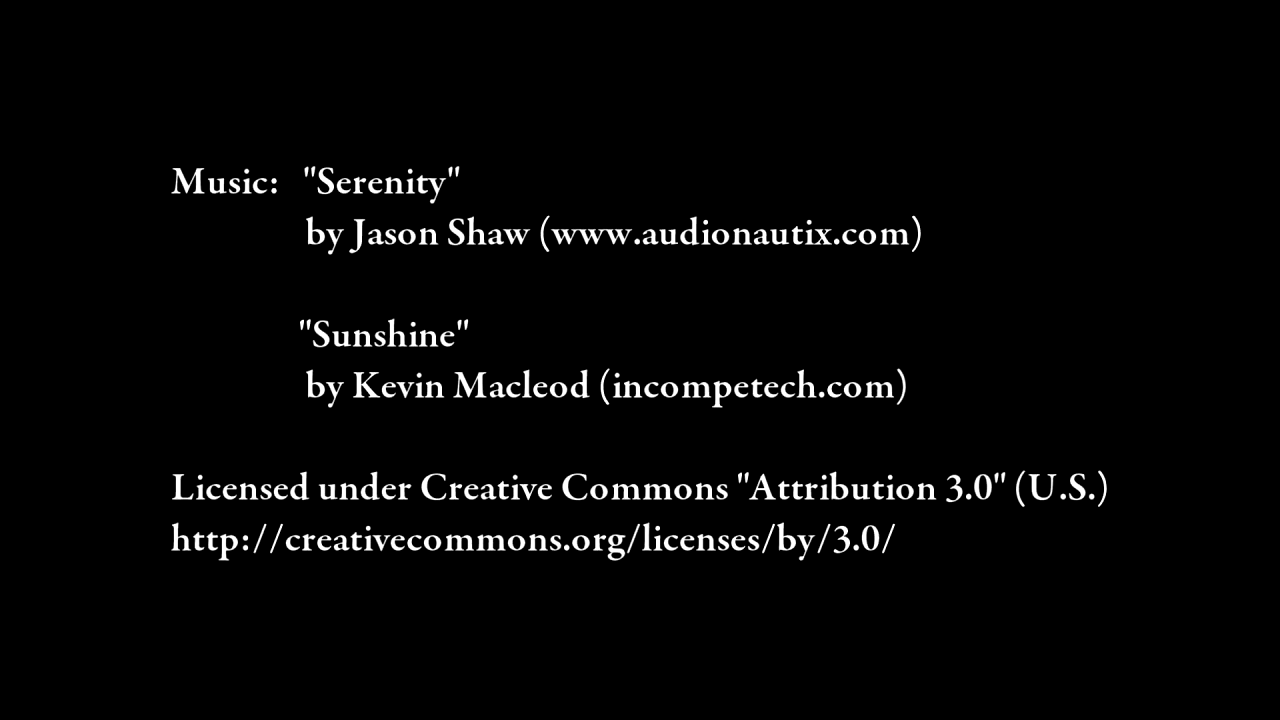 Music: "Serenity"
by Jason Shaw (www.audionautix.com)
"Sunshine"
by Kevin Macleod (incompetech.com)
Licensed under Creative Commons "Attribution 3.0" (U.S.)
http://creativecommons.org/licenses/by/3.0/